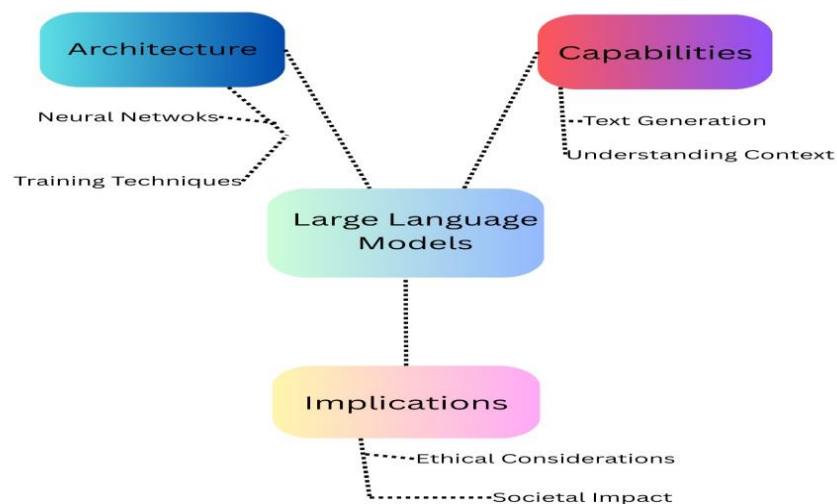 Architecture
Capabilities
Neural Netwoks
Text Generation
Understanding Context
Training Techniques
Large Language
Models
Implications
Ethical Considerations
Societal Impact